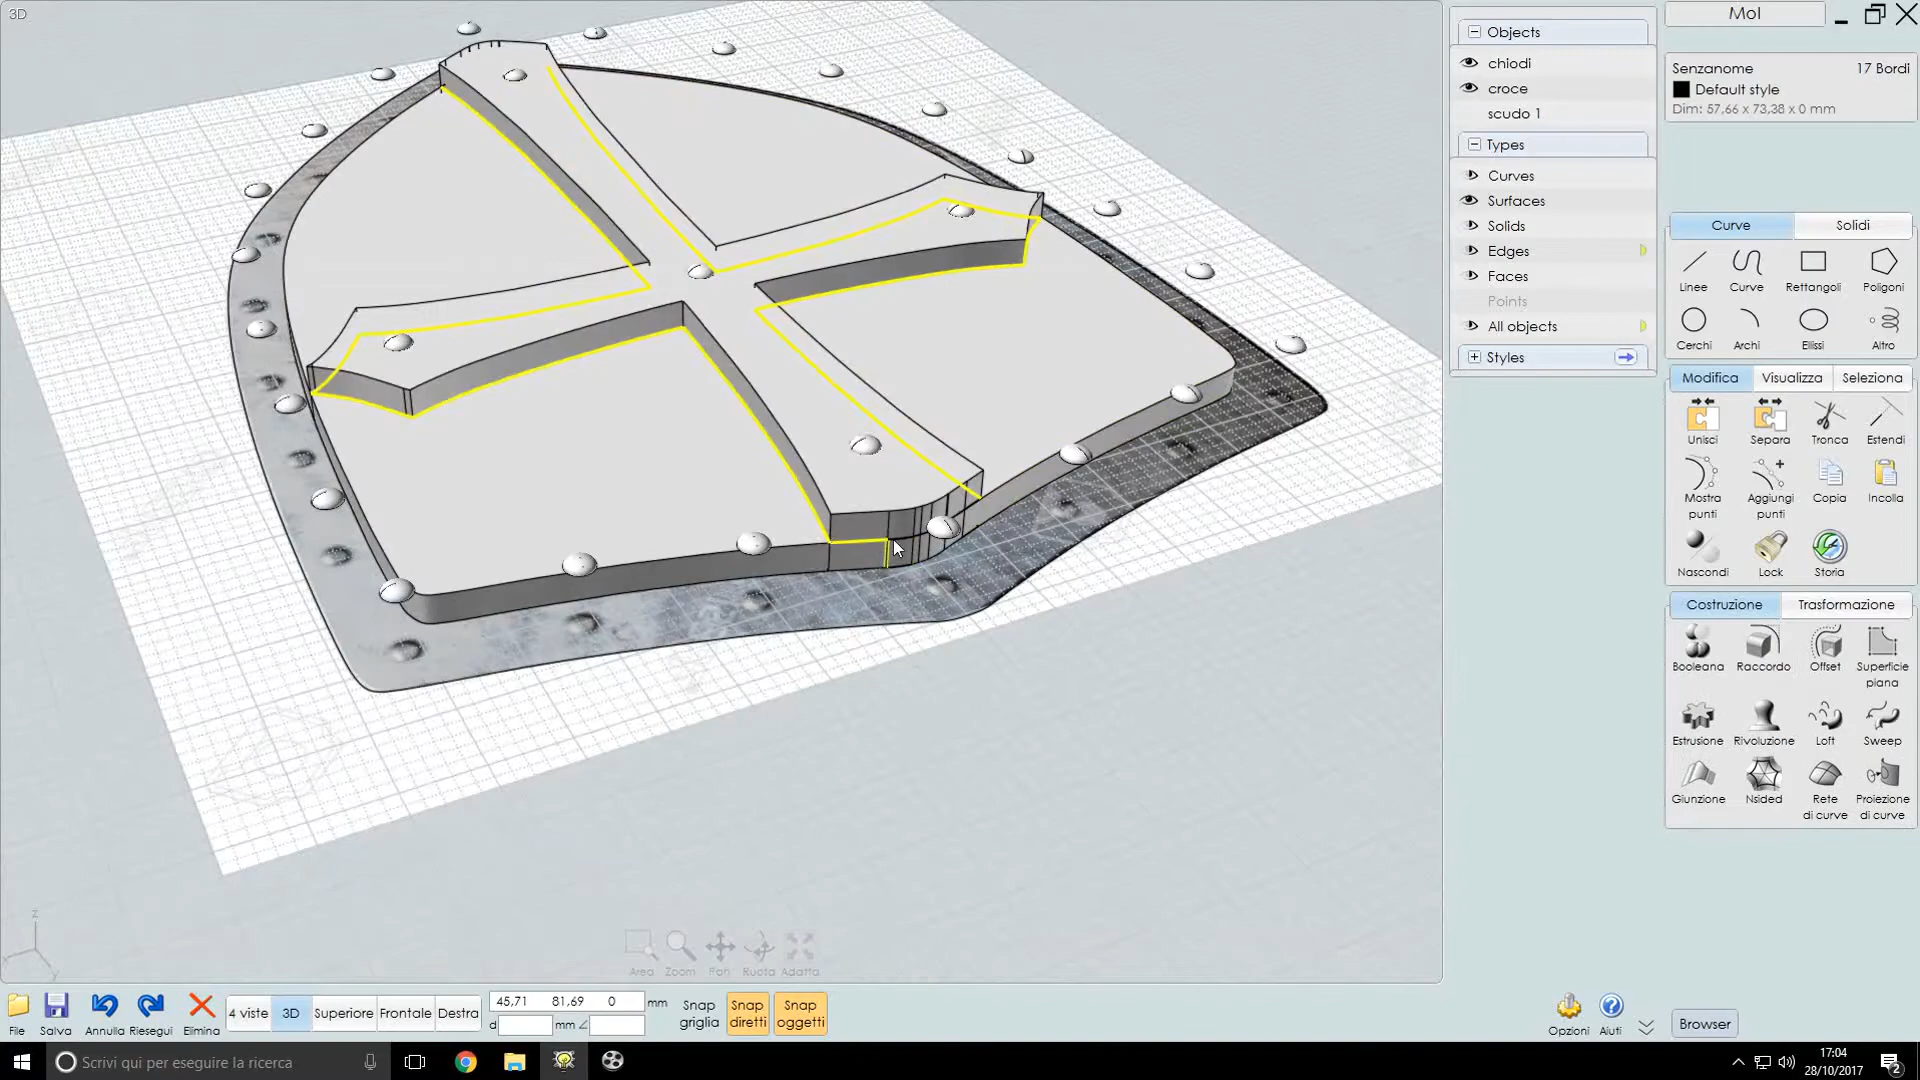 3D
MoI
Objects
chiodi
croce
scudo 1
Types
Curves
Surfaces
Solids
Edges
Faces
Points
All objects
Styles
Senzanome 17 Bordi
Default style
Dim: 57,66 x 73,38 x 0 mm
Curve Solidi
Linee Curve Rettangoli Poligoni
Cerchi Archi Ellissi Altro
Modifica Visualizza Seleziona
Unisci Separa Tronca Estendi
Mostra punti Aggiungi punti Copia Incolla
Nascondi Lock Storia
Costruzione Trasformazione
Booleana Raccordo Offset Superficie piana
Estrusione Rivoluzione Loft Sweep
Giunzione Nsided Rete di curve Proiezione di curve
z
x
y
Area Zoom Pan Ruota Adatta
File Salva Annulla Riesegui Elimina
4 viste 3D Superiore Frontale Destra
45,71 81,69 0 mm
d mm
Snap griglia
Snap diretti
Snap oggetti
Opzioni Aiuti
Browser
Scrivi qui per eseguire la ricerca
17:04
28/10/2017
2